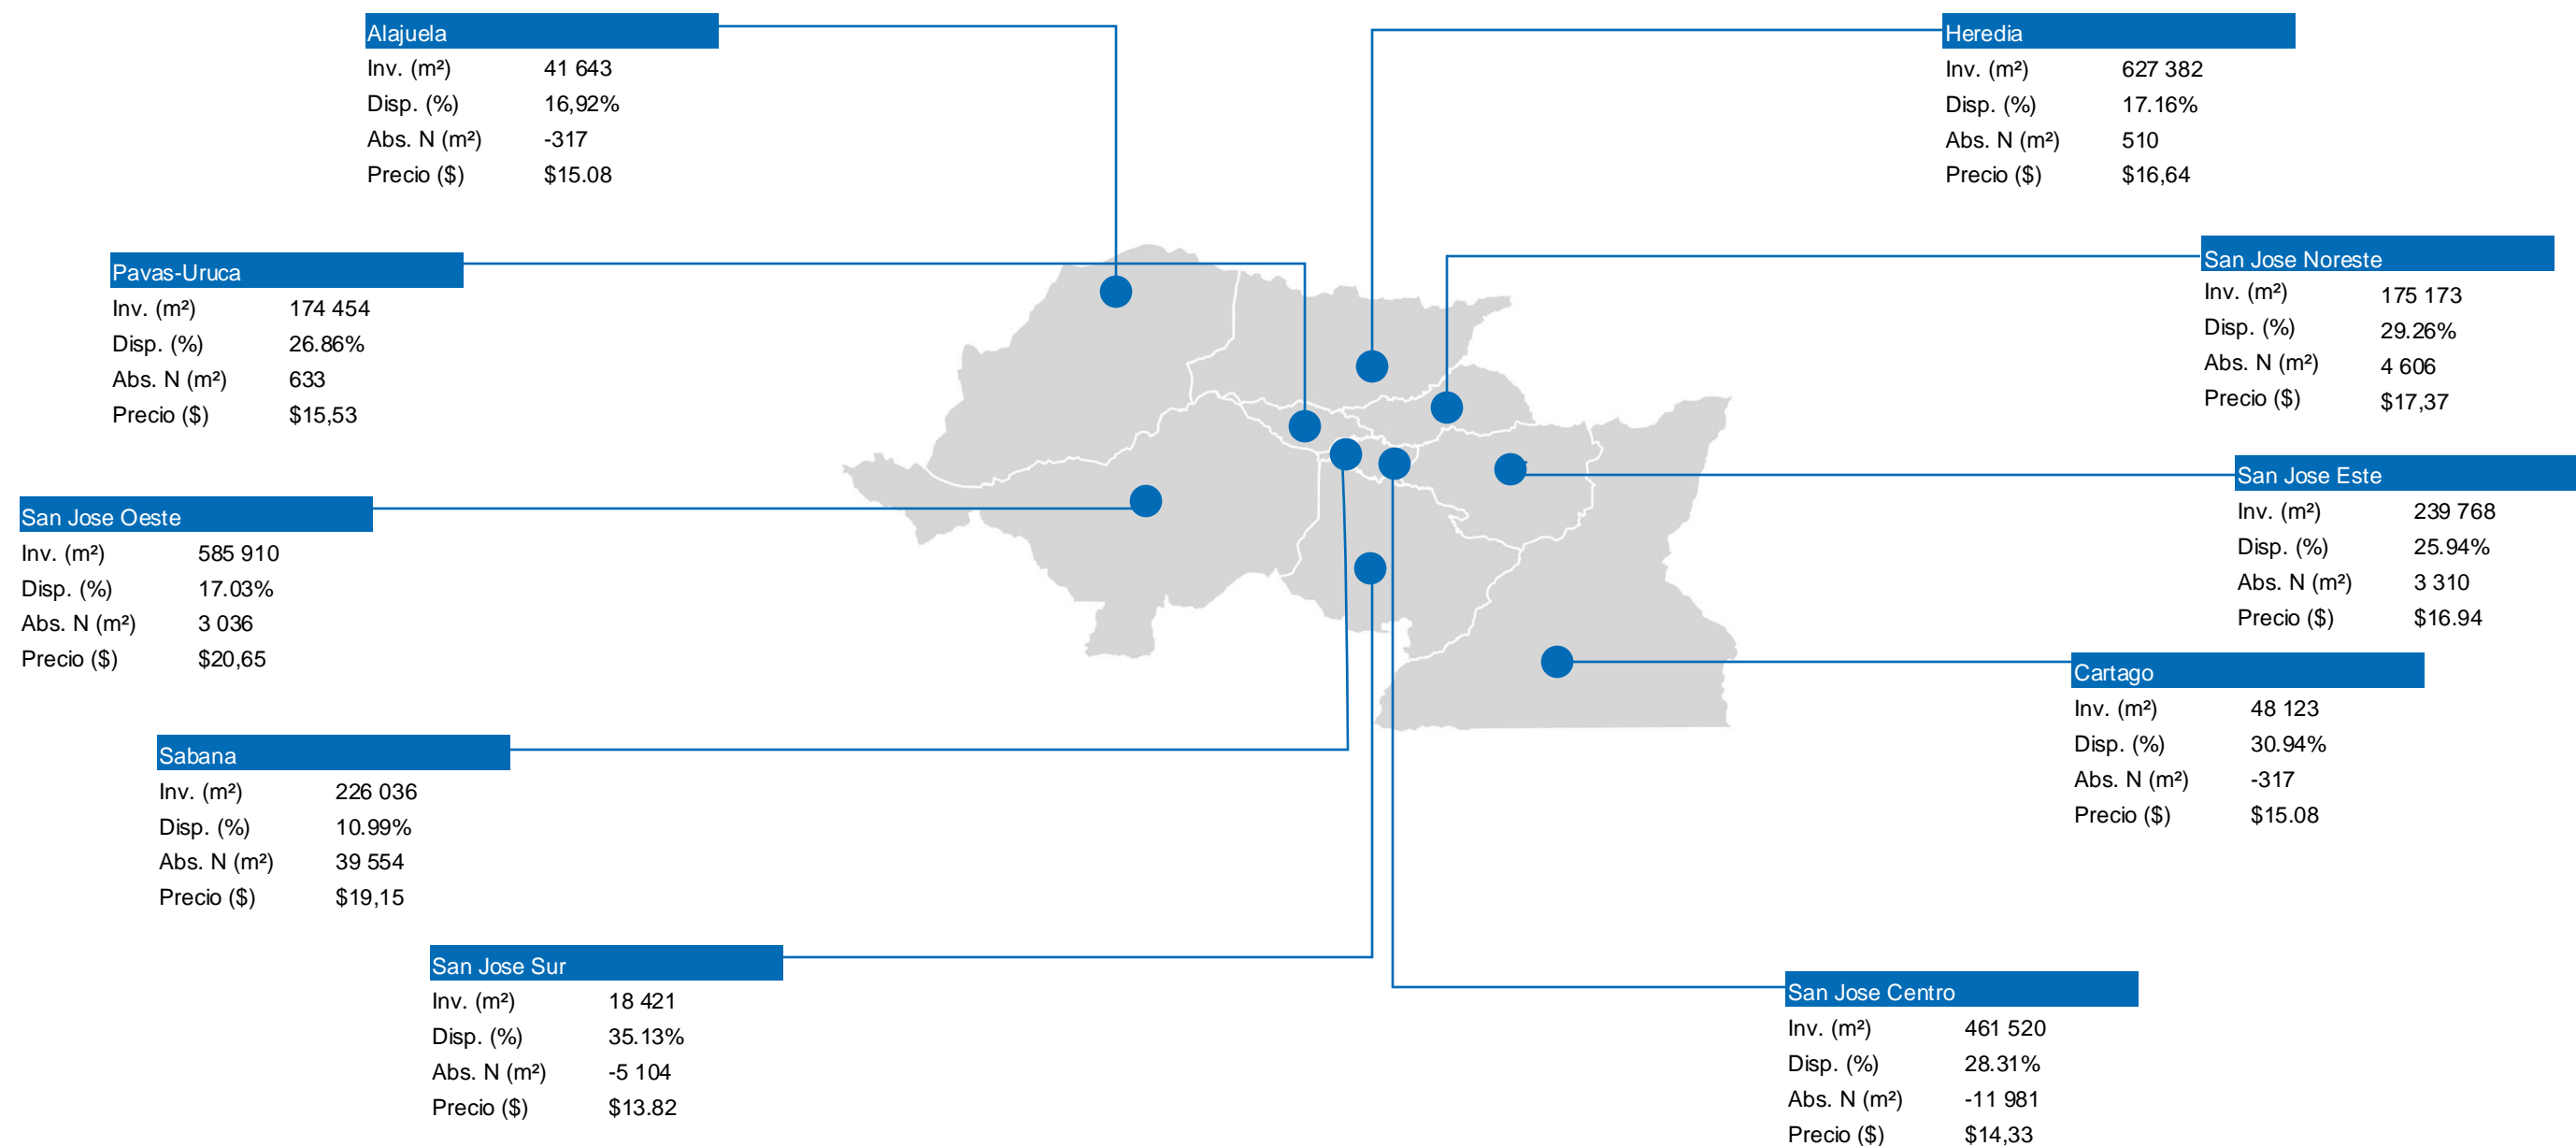 Alajuela
Inv. (m²) 41 643
Disp. (%) 16,92%
Abs. N (m²) -317
Precio ($) $15.08
Heredia
Inv. (m²) 627 382
Disp. (%) 17.16%
Abs. N (m²) 510
Precio ($) $16,64
Pavas-Uruca
Inv. (m²) 174 454
Disp. (%) 26.86%
Abs. N (m²) 633
Precio ($) $15,53
San Jose Noreste
Inv. (m²) 175 173
Disp. (%) 29.26%
Abs. N (m²) 4 606
Precio ($) $17,37
San Jose Oeste
Inv. (m²) 585 910
Disp. (%) 17.03%
Abs. N (m²) 3 036
Precio ($) $20,65
San Jose Este
Inv. (m²) 239 768
Disp. (%) 25.94%
Abs. N (m²) 3 310
Precio ($) $16.94
Cartago
Inv. (m²) 48 123
Disp. (%) 30.94%
Abs. N (m²) -317
Precio ($) $15.08
Sabana
Inv. (m²) 226 036
Disp. (%) 10.99%
Abs. N (m²) 39 554
Precio ($) $19,15
San Jose Sur
Inv. (m²) 18 421
Disp. (%) 35.13%
Abs. N (m²) -5 104
Precio ($) $13.82
San Jose Centro
Inv. (m²) 461 520
Disp. (%) 28.31%
Abs. N (m²) -11 981
Precio ($) $14,33